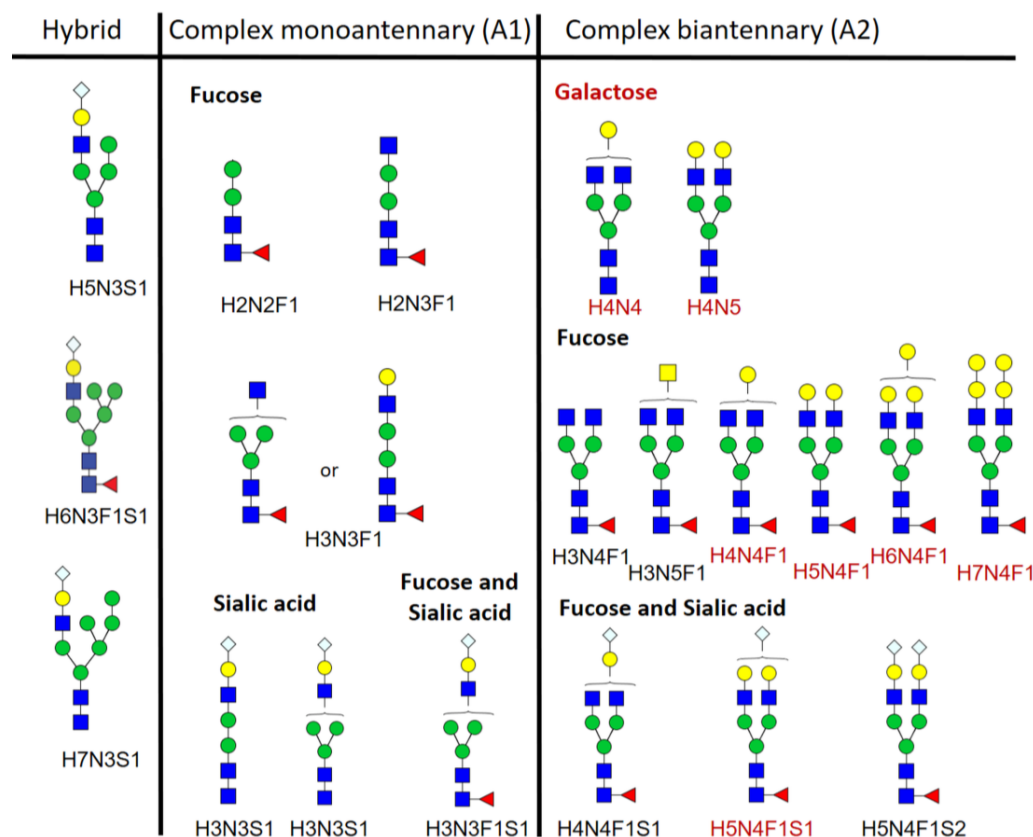 Hybrid
Complex monoantennary (A1)
Complex biantennary (A2)
H5N3S1
H6N3F1S1
H7N3S1
Fucose
H2N2F1
H2N3F1
or
H3N3F1
Sialic acid
Fucose and
Sialic acid
H3N3S1
H3N3S1
H3N3F1S1
Galactose
H4N4
H4N5
Fucose
H3N4F1
H3N5F1
H4N4F1
H5N4F1
H6N4F1
H7N4F1
Fucose and Sialic acid
H4N4F1S1
H5N4F1S1
H5N4F1S2